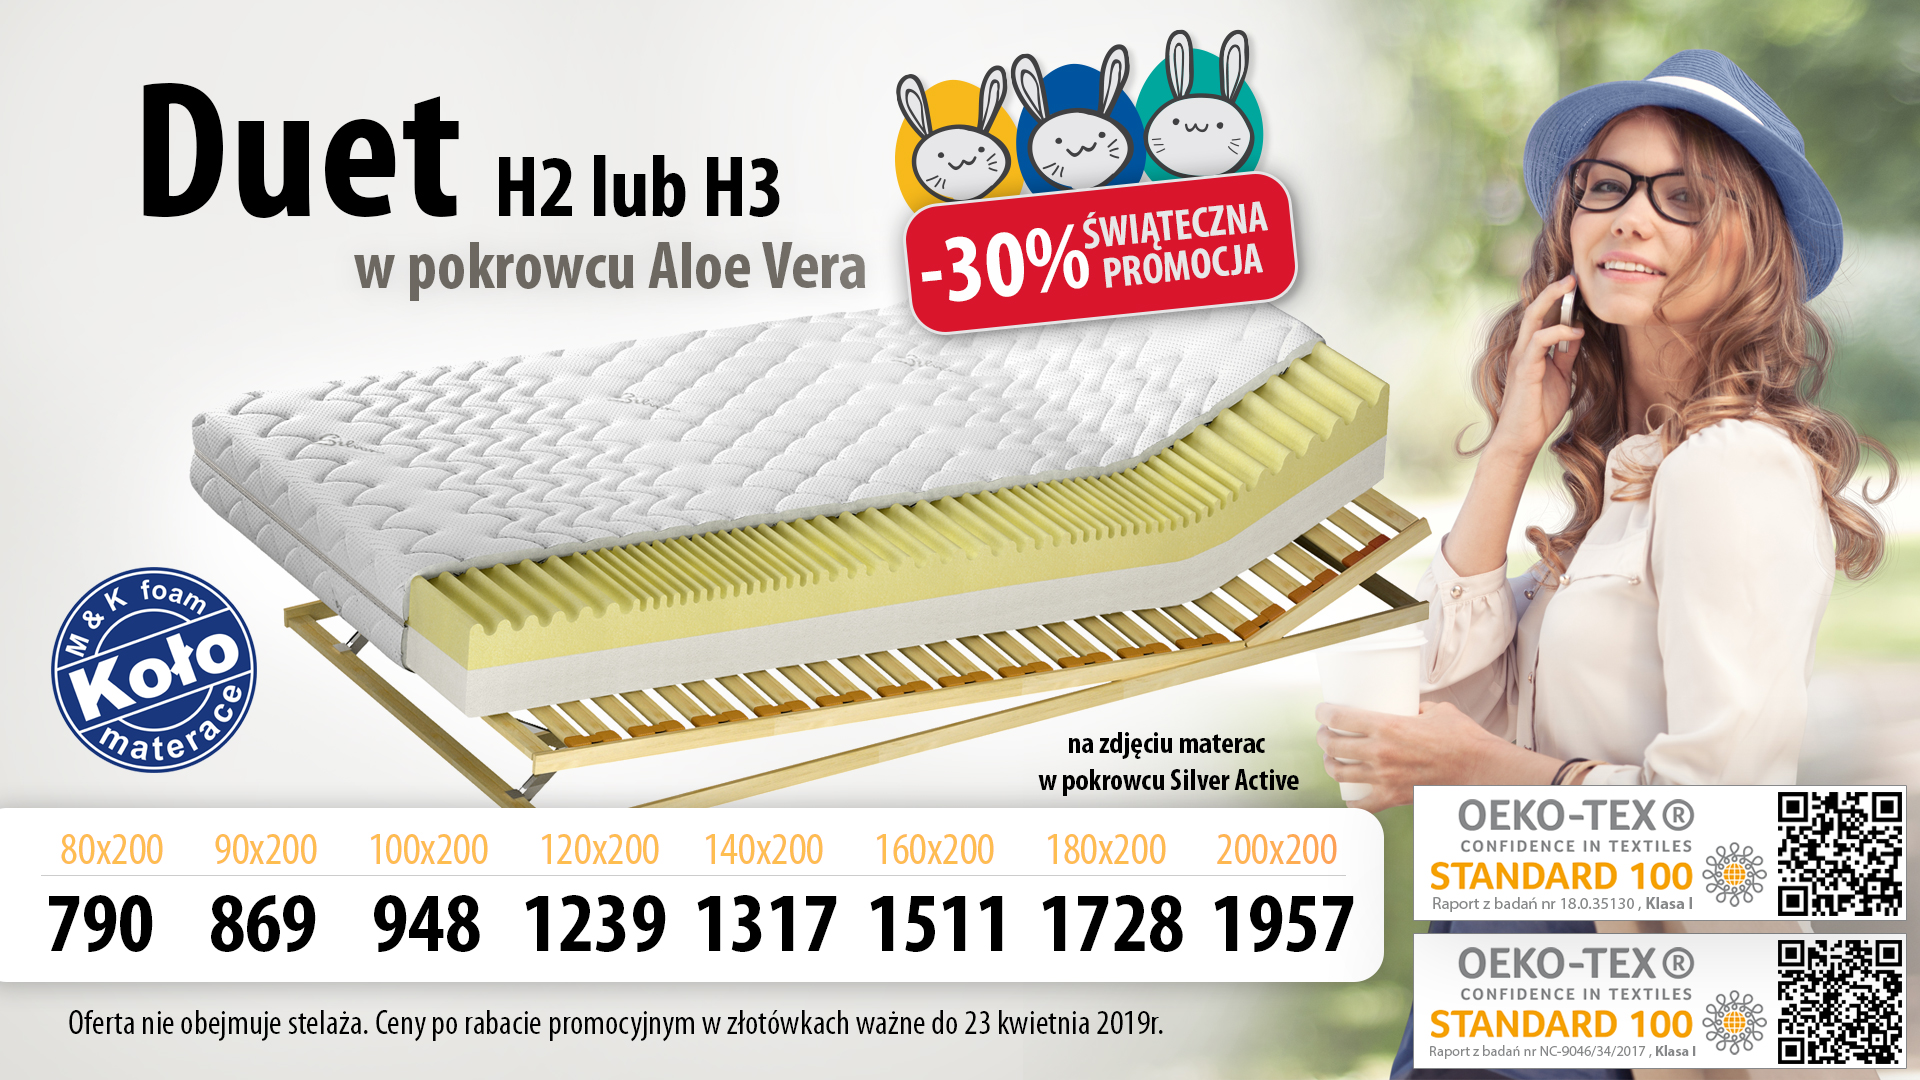 Duet H2 lub H3
w pokrowcu Aloe Vera
-30% ŚWIĄTECZNA
PROMOCJA
M & K foam
Koło
materace
na zdjęciu materac
w pokrowcu Silver Active
80x200 90x200 100x200 120x200 140x200 160x200 180x200 200x200
790 869 948 1239 1317 1511 1728 1957
Oferta nie obejmuje stelaża. Ceny po rabacie promocyjnym w złotówkach ważne do 23 kwietnia 2019r.
OEKO-TEX®
CONFIDENCE IN TEXTILES
STANDARD 100
Raport z badań nr 18.0.35130 , Klasa I
OEKO-TEX®
CONFIDENCE IN TEXTILES
STANDARD 100
Raport z badań nr NC-9046/34/2017 , Klasa I